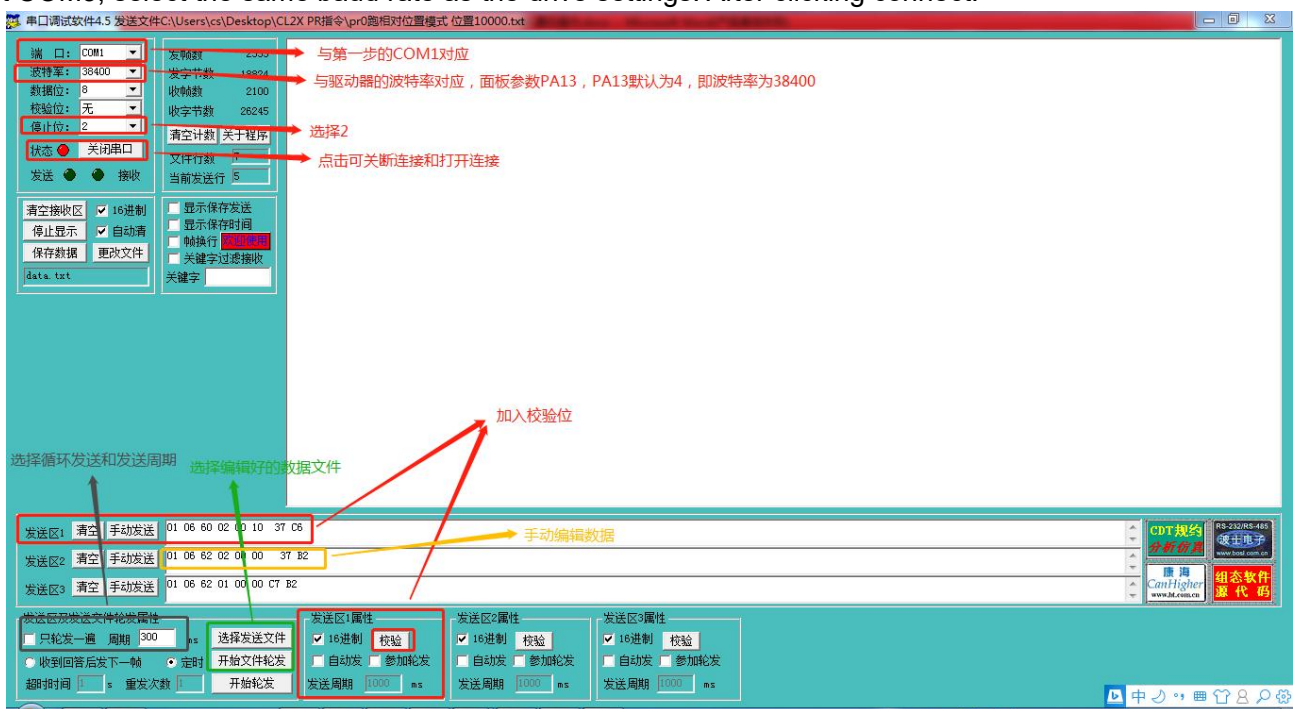 串口调试软件4.5 发送文件C:\Users\cs\Desktop\CL2X PR指令\pr0跑相对位置模式 位置10000.txt
端 口: COM1
波特率: 38400
数据位: 8
校验位: 无
停止位: 2
状态 关闭串口
发送 接收
发帧数 2353
发字节数 18824
收帧数 2100
收字节数 26245
清空计数 关于程序
文件行数 7
当前发送行 5
与第一步的COM1对应
与驱动器的波特率对应，面板参数PA13，PA13默认为4，即波特率为38400
选择2
点击可关断连接和打开连接
清空接收区 16进制
停止显示 自动清
保存数据 更改文件
data.txt
显示保存发送
显示保存时间
帧换行 欢迎使用
关键字过滤接收
关键字
加入校验位
选择循环发送和发送周期
选择编辑好的数据文件
发送区1 清空 手动发送 01 06 60 02 00 10 37 C6
手动编辑数据
发送区2 清空 手动发送 01 06 62 02 00 00 37 B2
发送区3 清空 手动发送 01 06 62 01 00 00 C7 B2
CDT规约
分析仿真
RS-232/RS-485
波士电子
www.bosi.com.cn
康海
CanHigher
www.ht.com.cn
组态软件
源代码
发送区及发送文件轮发属性
只轮发一遍 周期 300 ms 选择发送文件
收到回答后发下一帧 定时 开始文件轮发
超时时间 1 s 重发次数 1 开始轮发
发送区1属性
16进制 校验
自动发 参加轮发
发送周期 1000 ms
发送区2属性
16进制 校验
自动发 参加轮发
发送周期 1000 ms
发送区3属性
16进制 校验
自动发 参加轮发
发送周期 1000 ms
中